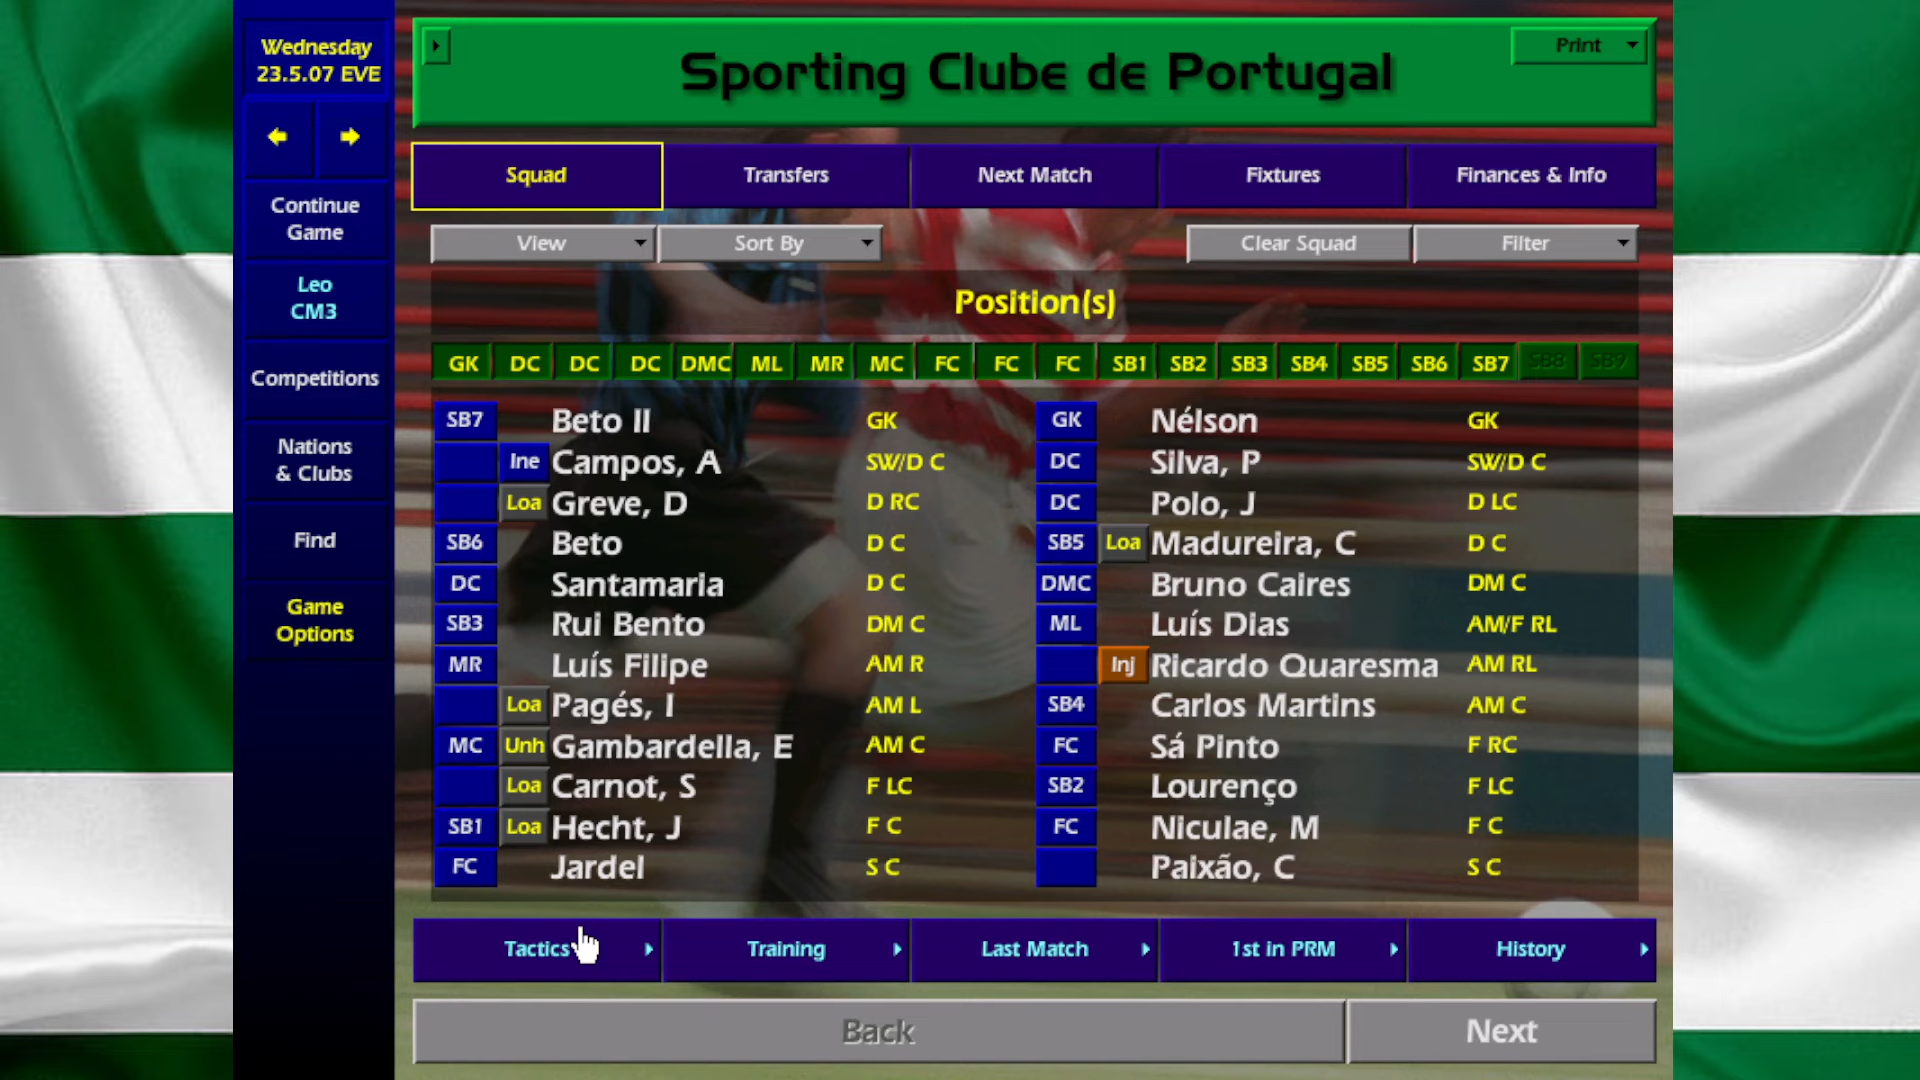 Wednesday
23.5.07 EVE
Continue
Game
Leo
CM3
Competitions
Nations
& Clubs
Find
Game
Options
Sporting Clube de Portugal
Print
Squad Transfers Next Match Fixtures Finances & Info
View Sort By Clear Squad Filter
Position(s)
GK DC DC DC DMC ML MR MC FC FC FC SB1 SB2 SB3 SB4 SB5 SB6 SB7 SB8 SB9
SB7 Beto II GK GK Nélson GK
Ine Campos, A SW/D C DC Silva, P SW/D C
Loa Greve, D D RC DC Polo, J D LC
SB6 Beto D C SB5 Loa Madureira, C D C
DC Santamaria D C DMC Bruno Caires DM C
SB3 Rui Bento DM C ML Luís Dias AM/F RL
MR Luís Filipe AM R Inj Ricardo Quaresma AM RL
Loa Pagés, I AM L SB4 Carlos Martins AM C
MC Unh Gambardella, E AM C FC Sá Pinto F RC
Loa Carnot, S F LC SB2 Lourenço F LC
SB1 Loa Hecht, J F C FC Niculae, M F C
FC Jardel S C Paixão, C S C
Tactics Training Last Match 1st in PRM History
Back Next